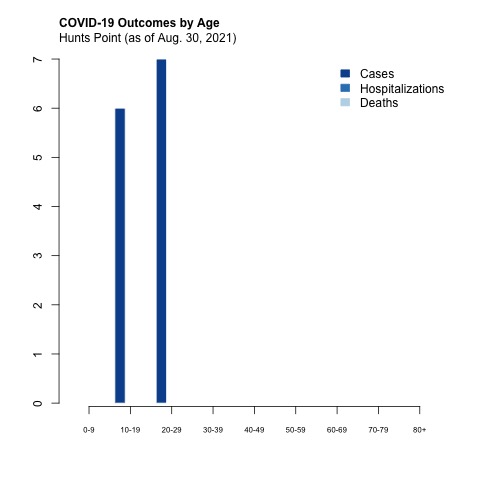 COVID-19 Outcomes by Age
Hunts Point (as of Aug. 30, 2021)
Cases
Hospitalizations
Deaths
7
6
5
4
3
2
1
0
0-9 10-19 20-29 30-39 40-49 50-59 60-69 70-79 80+